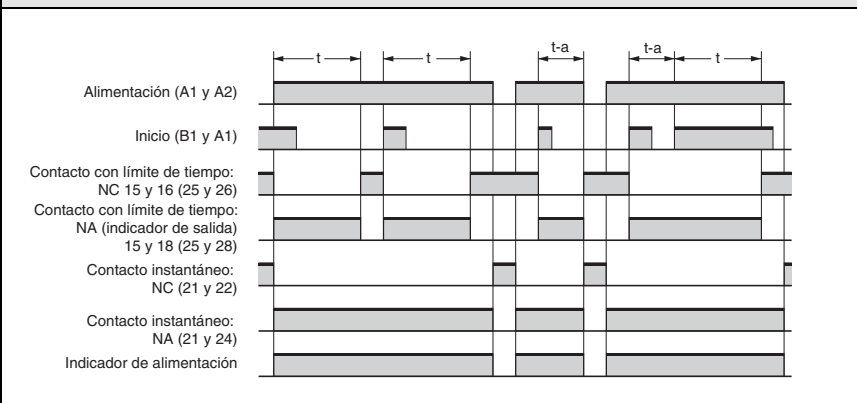 t
t
t-a
t-a
t
Alimentación (A1 y A2)
Inicio (B1 y A1)
Contacto con límite de tiempo:
NC 15 y 16 (25 y 26)
Contacto con límite de tiempo:
NA (indicador de salida)
15 y 18 (25 y 28)
Contacto instantáneo:
NC (21 y 22)
Contacto instantáneo:
NA (21 y 24)
Indicador de alimentación